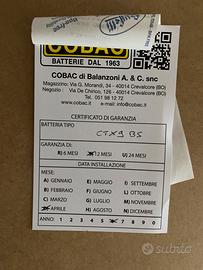 COBAC
BATTERIE DAL 1963
COBAC di Balanzoni A. & C. snc
Magazzino: Via G. Morandi, 34 - 40014 Crevalcore (BO)
Negozio: Via De Chirico, 126 - 40014 Crevalcore (BO)
Tel. 051 98 12 72
www.cobac.it e-mail: info@cobac.it
CERTIFICATO DI GARANZIA
BATTERIA TIPO
CTX9 BS
GARANZIA DI:
R) 6 MESI 12 MESI U) 24 MESI
DATA INSTALLAZIONE
MESE:
A) GENNAIO E) MAGGIO I) SETTEMBRE
B) FEBBRAIO F) GIUGNO L) OTTOBRE
C) MARZO G) LUGLIO M) NOVEMBRE
APRILE H) AGOSTO N) DICEMBRE
ANNO: 0 1 2 3 4 5 6 7 8 9
subito